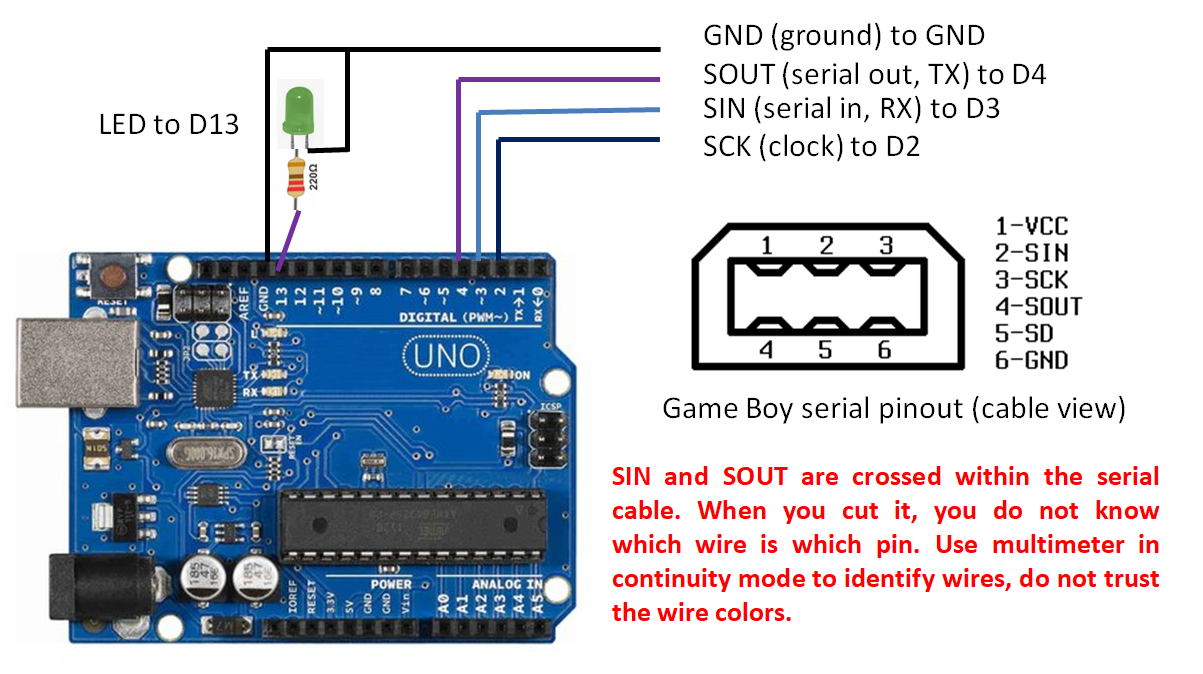 GND (ground) to GND
SOUT (serial out, TX) to D4
SIN (serial in, RX) to D3
SCK (clock) to D2
LED to D13
220Ω
1 2 3
4 5 6
1-VCC
2-SIN
3-SCK
4-SOUT
5-SD
6-GND
Game Boy serial pinout (cable view)
SIN and SOUT are crossed within the serial
cable. When you cut it, you do not know
which wire is which pin. Use multimeter in
continuity mode to identify wires, do not trust
the wire colors.
RESET
AREF
GND
13
12
~11
~10
~9
8
7
~6
~5
4
~3
2
TX→1
RX←0
DIGITAL (PWM~)
UNO
TX
RX
ON
ICSP
RESET
EN
POWER
ANALOG IN
IOREF
RESET
3.3V
5V
GND
GND
Vin
A0
A1
A2
A3
A4
A5